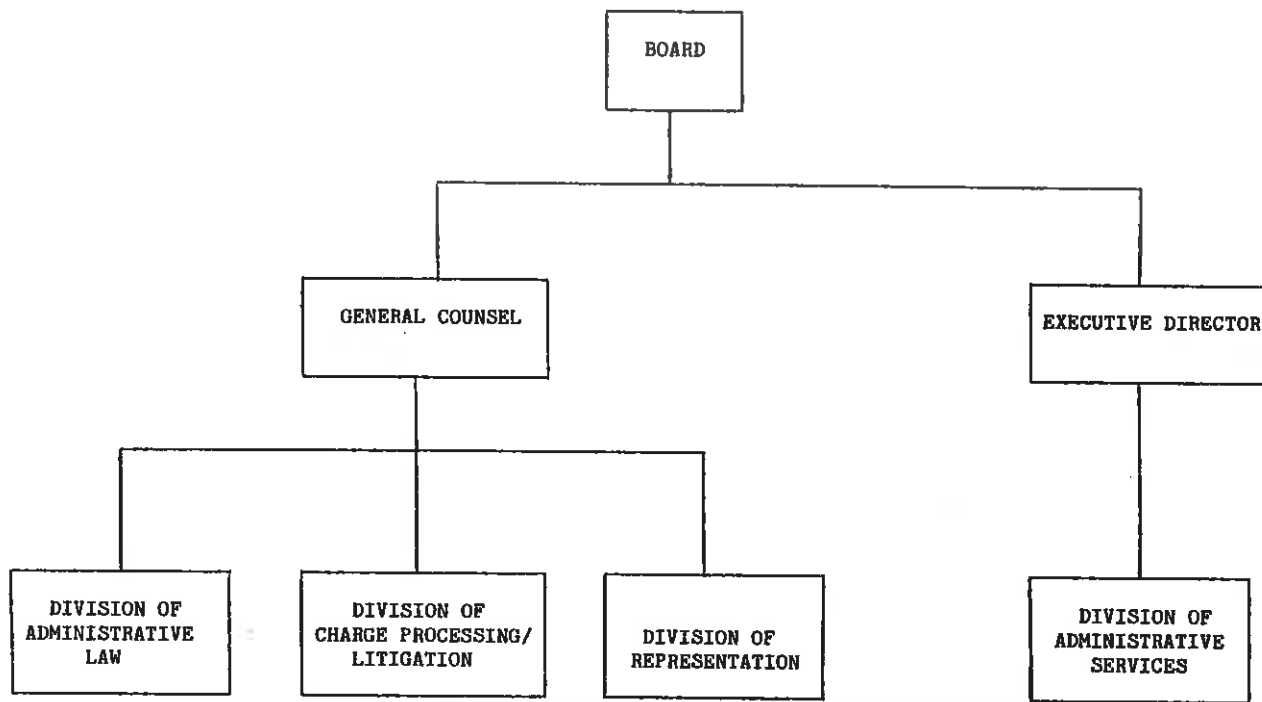 BOARD
GENERAL COUNSEL
EXECUTIVE DIRECTOR
DIVISION OF
ADMINISTRATIVE
LAW
DIVISION OF
CHARGE PROCESSING/
LITIGATION
DIVISION OF
REPRESENTATION
DIVISION OF
ADMINISTRATIVE
SERVICES